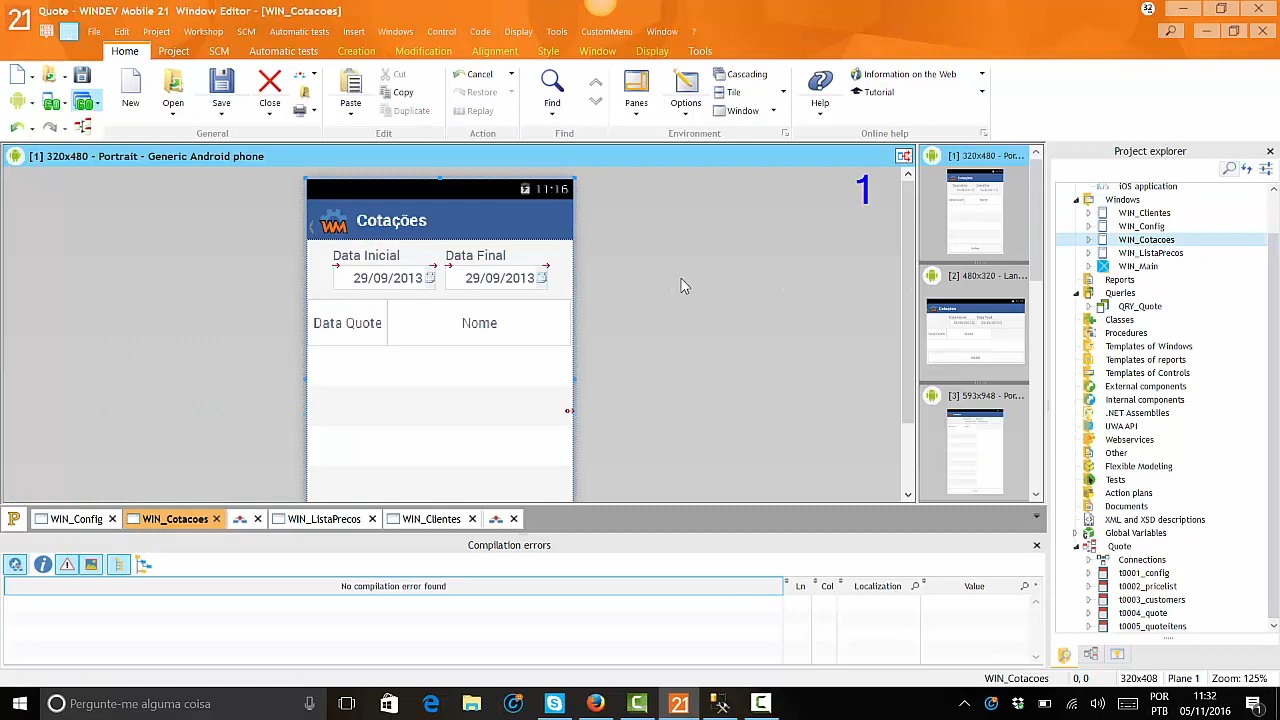 21 Quote - WINDEV Mobile 21 Window Editor - [WIN_Cotacoes] 32
File Edit Project Workshop SCM Automatic tests Insert Windows Control Code Display Tools CustomMenu Window ?
Home Project SCM Automatic tests Creation Modification Alignment Style Window Display Tools
New Open Save Close
Paste Cut Copy Duplicate
Cancel Restore Replay
Find
Panes Options Cascading Tile Window
Help Information on the Web Tutorial
General Edit Action Find Environment Online help
[1] 320x480 - Portrait - Generic Android phone
1
11:16
WM Cotações
Data Inicial Data Final
29/09/2013 29/09/2013
Data Quote Nome
[1] 320x480 - Por...
[2] 480x320 - Lan...
[3] 593x948 - Por...
Project explorer
iOS application
Windows
WIN_Clientes
WIN_Config
WIN_Cotacoes
WIN_ListaPrecos
WIN_Main
Reports
Queries
QRY_Quote
Classes
Procedures
Templates of Windows
Templates of reports
Templates of Controls
External components
Internal components
.NET Assemblies
UWA API
Webservices
Other
Flexible Modeling
Tests
Action plans
Documents
XML and XSD descriptions
Global Variables
Quote
Connections
t0001_config
t0002_pricelist
t0003_customers
t0004_quote
t0005_quoteitens
P WIN_Config WIN_Cotacoes WIN_ListaPrecos WIN_Clientes
Compilation errors
No compilation error found Ln Col Localization Value
WIN_Cotacoes 0, 0 320x408 Plane 1 Zoom: 125%
Pergunte-me alguma coisa
21
POR
PTB
11:32
05/11/2016